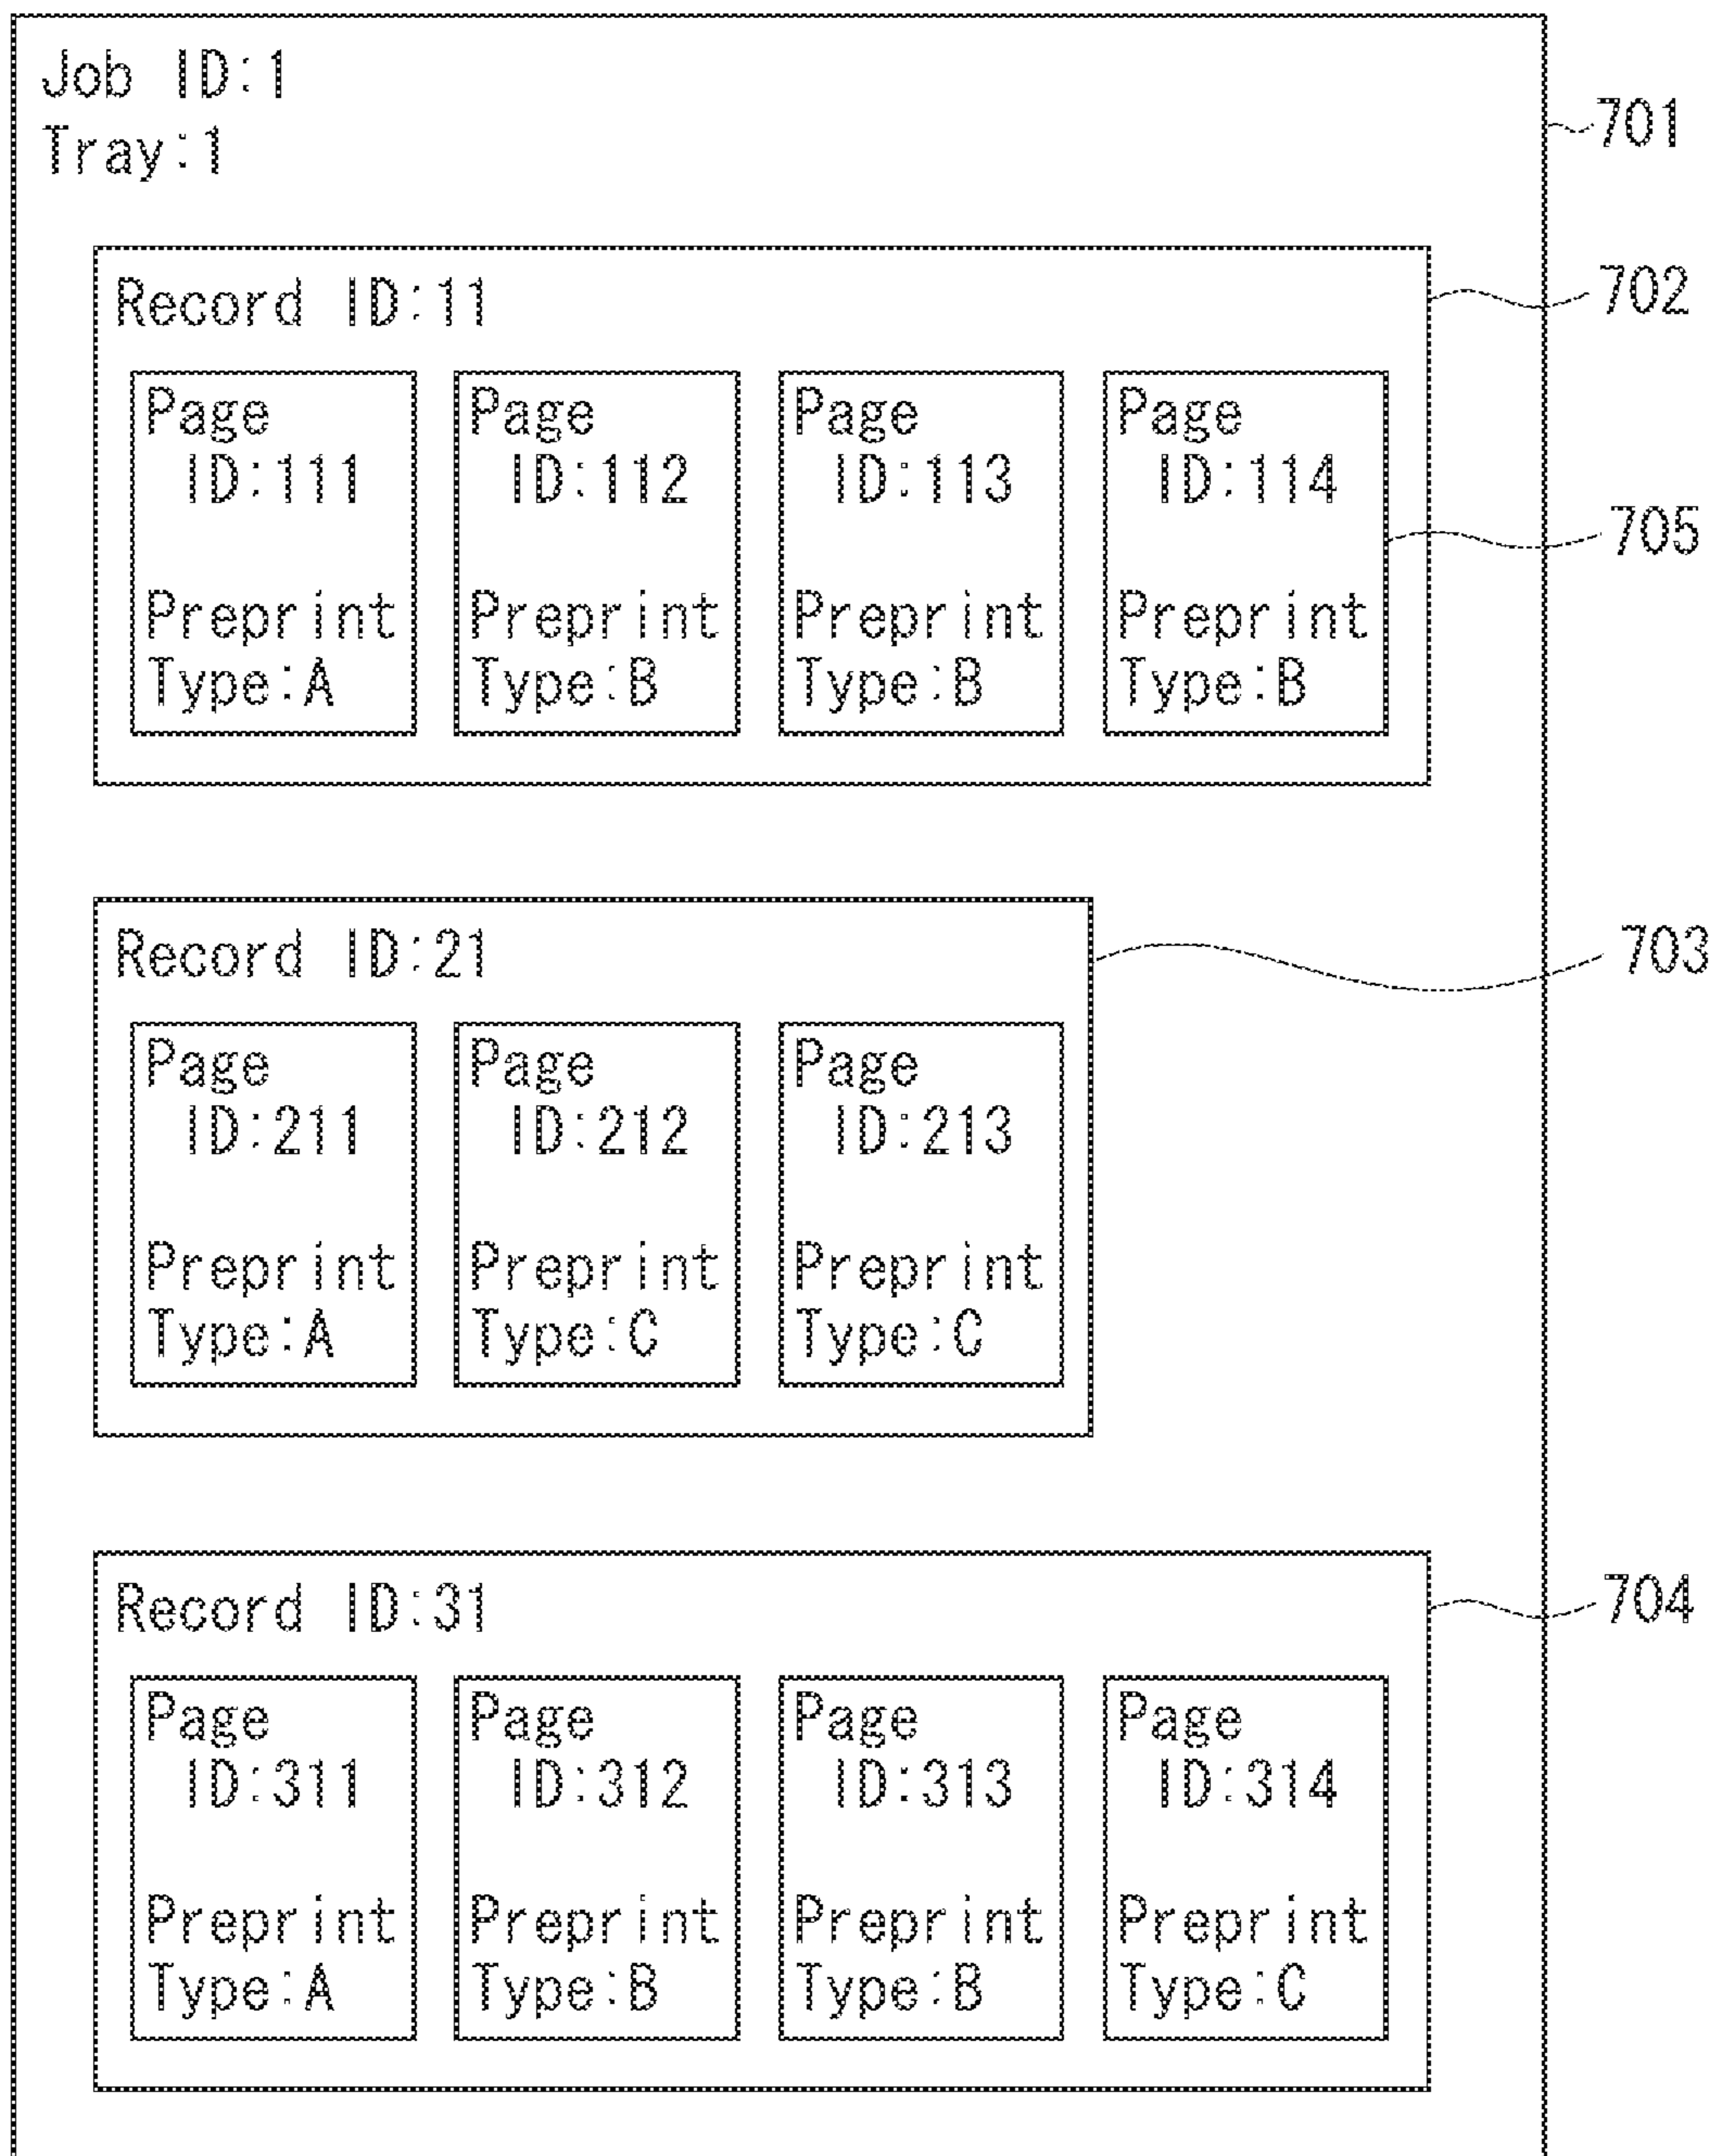 Job ID:1
Tray:1
701
Record ID:11
702
Page
ID:111
Preprint
Type:A
Page
ID:112
Preprint
Type:B
Page
ID:113
Preprint
Type:B
Page
ID:114
Preprint
Type:B
705
Record ID:21
703
Page
ID:211
Preprint
Type:A
Page
ID:212
Preprint
Type:C
Page
ID:213
Preprint
Type:C
Record ID:31
704
Page
ID:311
Preprint
Type:A
Page
ID:312
Preprint
Type:B
Page
ID:313
Preprint
Type:B
Page
ID:314
Preprint
Type:C